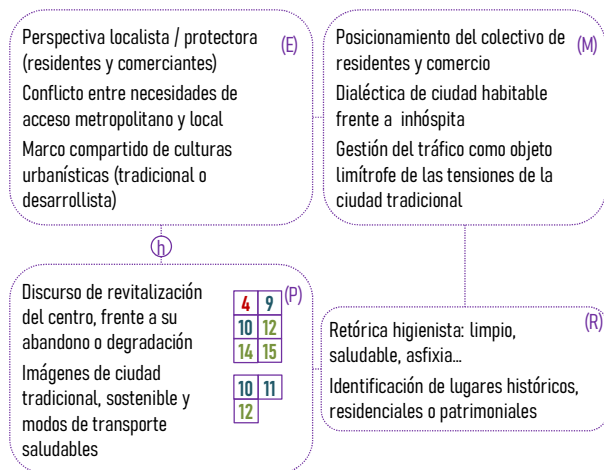 Perspectiva localista / protectora (E)
(residentes y comerciantes)
Conflicto entre necesidades de
acceso metropolitano y local
Marco compartido de culturas
urbanísticas (tradicional o
desarrollista)
Posicionamiento del colectivo de (M)
residentes y comercio
Dialéctica de ciudad habitable
frente a inhóspita
Gestión del tráfico como objeto
limítrofe de las tensiones de la
ciudad tradicional
h
Discurso de revitalización
del centro, frente a su
abandono o degradación
Imágenes de ciudad
tradicional, sostenible y
modos de transporte
saludables
(P)
4 9
10 12
14 15
10 11
12
Retórica higienista: limpio, (R)
saludable, asfixia...
Identificación de lugares históricos,
residenciales o patrimoniales